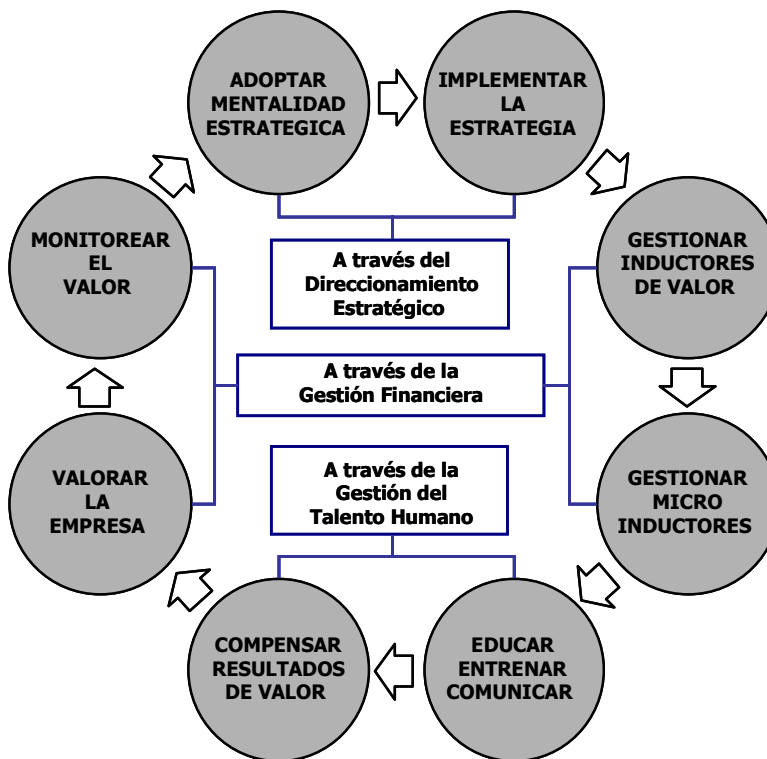 ADOPTAR
MENTALIDAD
ESTRATEGICA
IMPLEMENTAR
LA
ESTRATEGIA
MONITOREAR
EL
VALOR
A través del
Direccionamiento
Estratégico
GESTIONAR
INDUCTORES
DE VALOR
A través de la
Gestión Financiera
VALORAR
LA
EMPRESA
A través de la
Gestión del
Talento Humano
GESTIONAR
MICRO
INDUCTORES
COMPENSAR
RESULTADOS
DE VALOR
EDUCAR
ENTRENAR
COMUNICAR